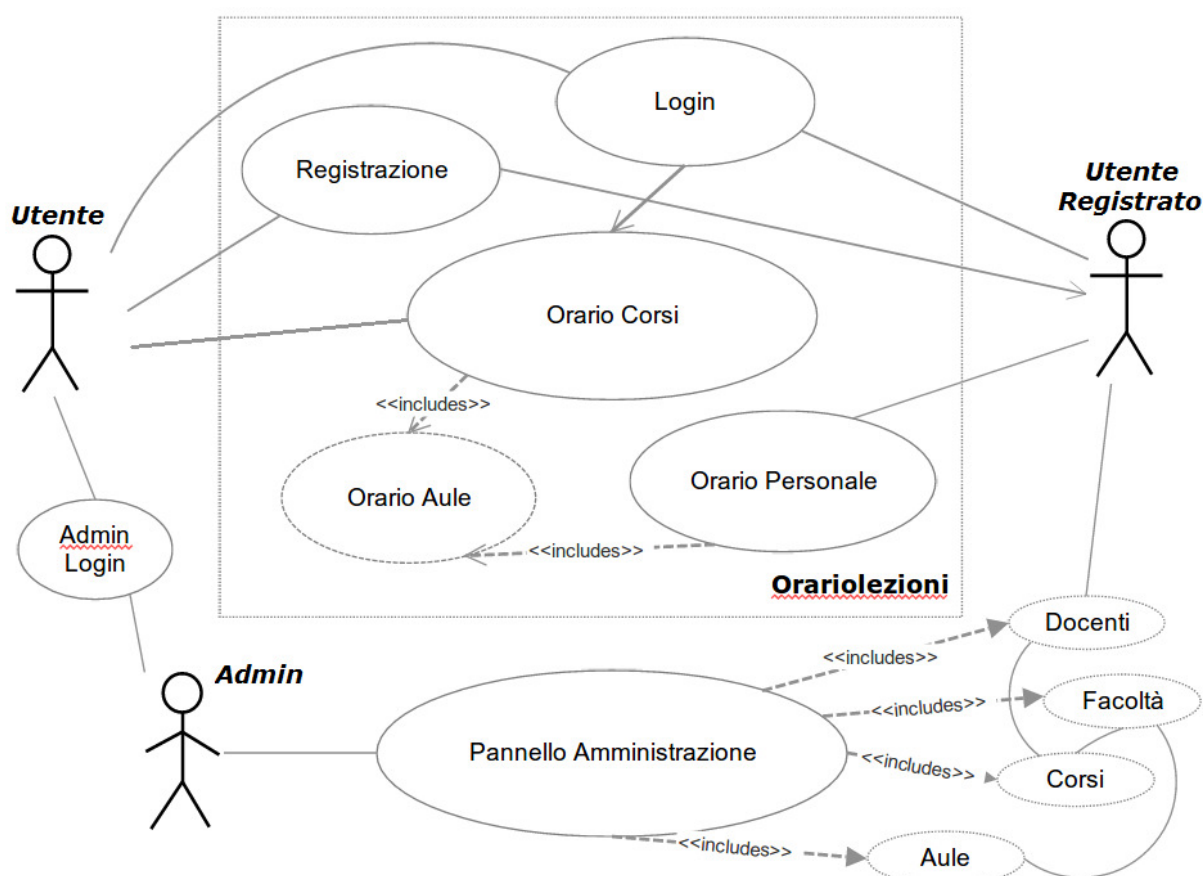 Login
Registrazione
Utente
Utente
Registrato
Orario Corsi
<<includes>>
Orario Aule
Orario Personale
<<includes>>
Admin
Login
Orariolezioni
Docenti
<<includes>>
Admin
Facoltà
<<includes>>
Pannello Amministrazione
<<includes>>
Corsi
<<includes>>
Aule